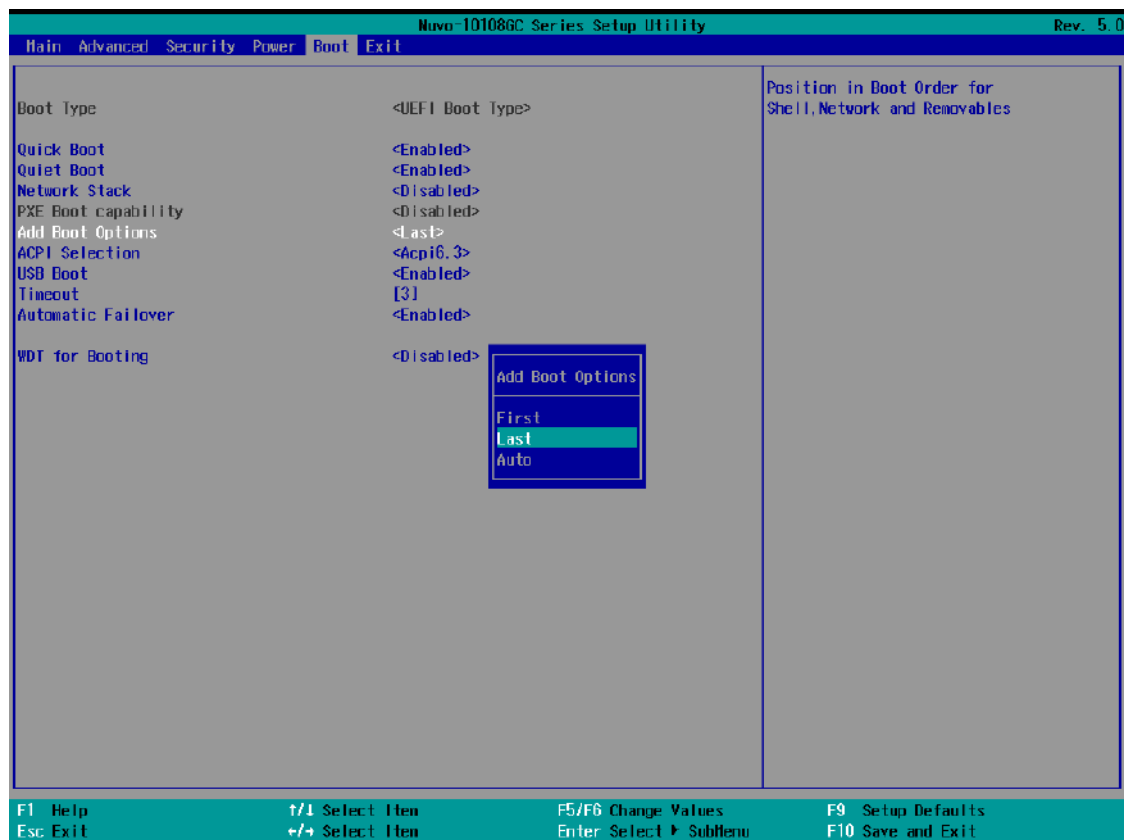 Nuvo-10108GC Series Setup Utility Rev. 5.0
Main Advanced Security Power Boot Exit
Position in Boot Order for
Boot Type <UEFI Boot Type> Shell,Network and Removables
Quick Boot <Enabled>
Quiet Boot <Enabled>
Network Stack <Disabled>
PXE Boot capability <Disabled>
Add Boot Options <Last>
ACPI Selection <Acpi6.3>
USB Boot <Enabled>
Timeout [3]
Automatic Failover <Enabled>
WDT for Booting <Disabled>
Add Boot Options
First
Last
Auto
F1 Help ↑/↓ Select Item F5/F6 Change Values F9 Setup Defaults
Esc Exit ←/→ Select Item Enter Select ▶ SubMenu F10 Save and Exit